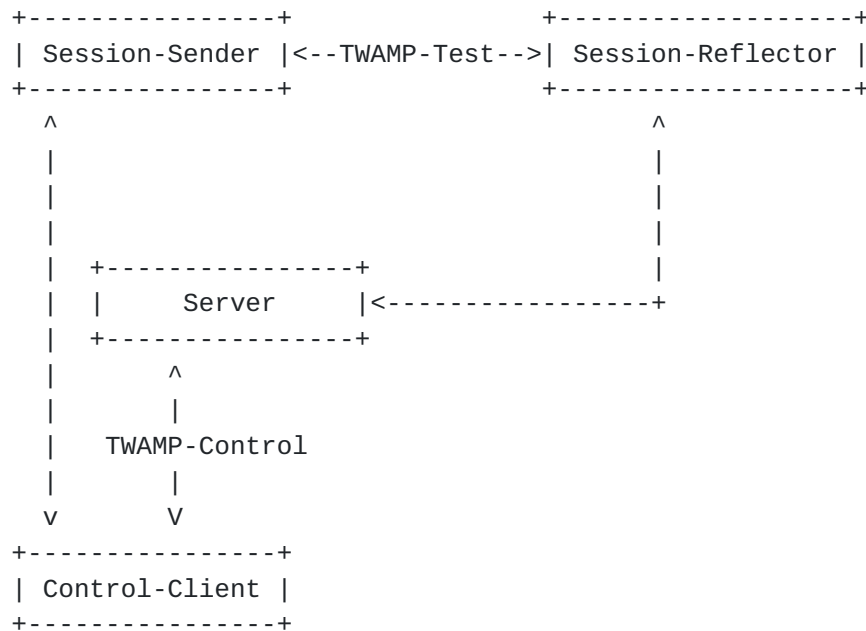 +----------------+               +-------------------+
| Session-Sender |<--TWAMP-Test-->| Session-Reflector |
+----------------+               +-------------------+
  ^                                     ^
  |                                     |
  |                                     |
  |                                     |
  |  +----------------+                 |
  |  |     Server     |<----------------+
  |  +----------------+
  |       ^
  |       |
  |   TWAMP-Control
  |       |
  v       V
+----------------+
| Control-Client |
+----------------+